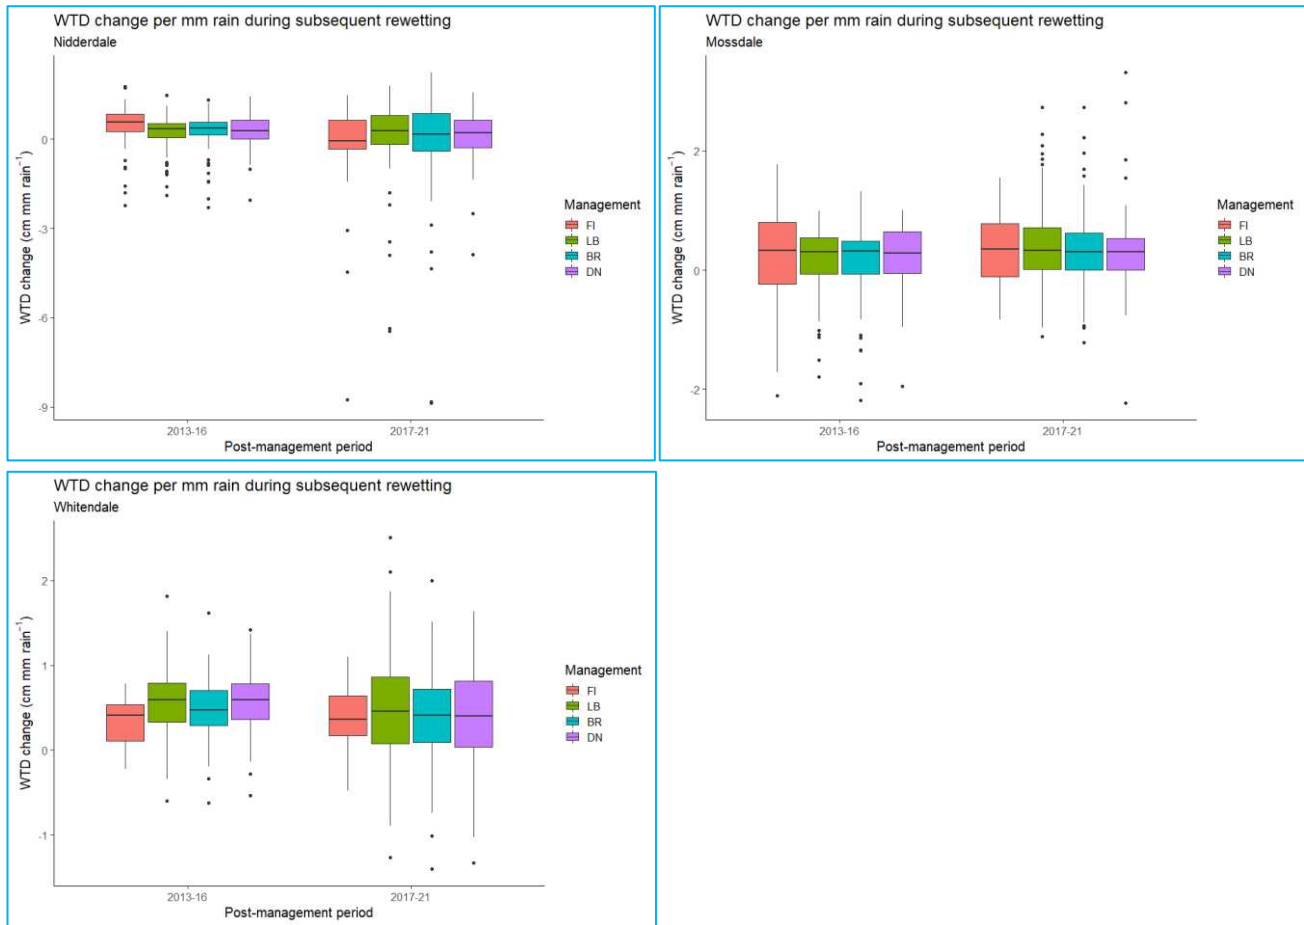 WTD change per mm rain during subsequent rewetting
Nidderdale
WTD change (cm mm rain⁻¹)
0
-3
-6
-9
2013-16
2017-21
Post-management period
Management
FI
LB
BR
DN
WTD change per mm rain during subsequent rewetting
Mossdale
WTD change (cm mm rain⁻¹)
2
0
-2
2013-16
2017-21
Post-management period
Management
FI
LB
BR
DN
WTD change per mm rain during subsequent rewetting
Whitendale
WTD change (cm mm rain⁻¹)
2
1
0
-1
2013-16
2017-21
Post-management period
Management
FI
LB
BR
DN